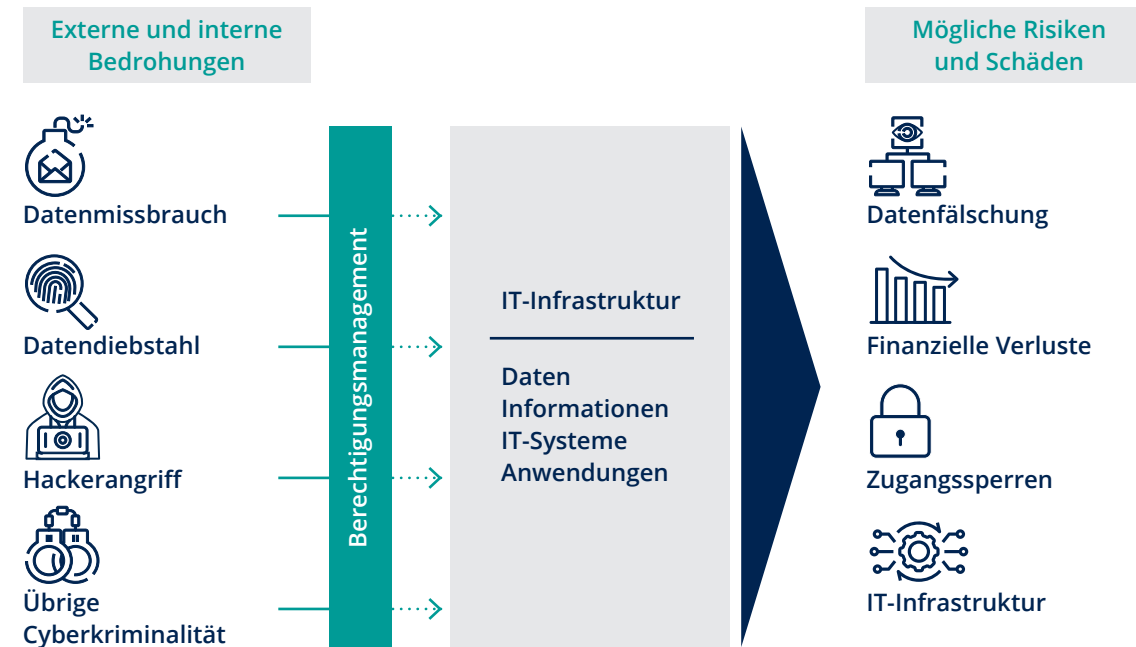 Externe und interne
Bedrohungen
Datenmissbrauch
Datendiebstahl
Hackerangriff
Übrige
Cyberkriminalität
Berechtigungsmanagement
IT-Infrastruktur
Daten
Informationen
IT-Systeme
Anwendungen
Mögliche Risiken
und Schäden
Datenfälschung
Finanzielle Verluste
Zugangssperren
IT-Infrastruktur